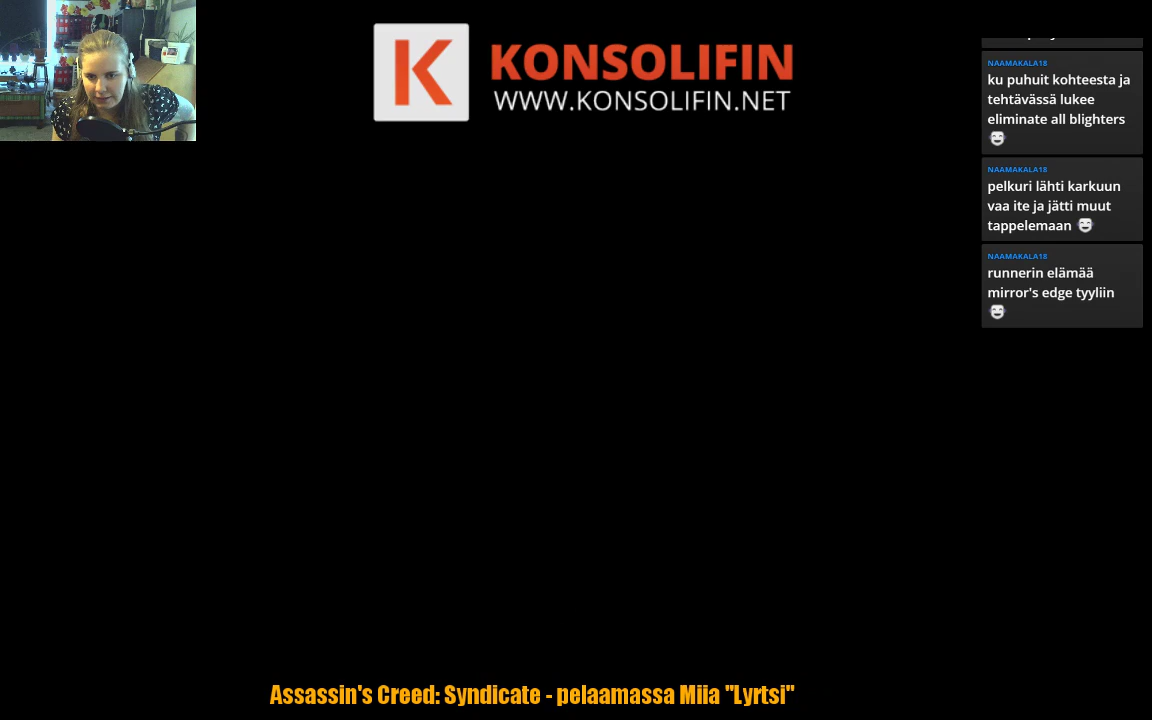 K
KONSOLIFIN
WWW.KONSOLIFIN.NET
NAAMAKALA18
ku puhuit kohteesta ja
tehtävässä lukee
eliminate all blighters
NAAMAKALA18
pelkuri lähti karkuun
vaa ite ja jätti muut
tappelemaan
NAAMAKALA18
runnerin elämää
mirror's edge tyyliin
Assassin's Creed: Syndicate - pelaamassa Miia "Lyrtsi"